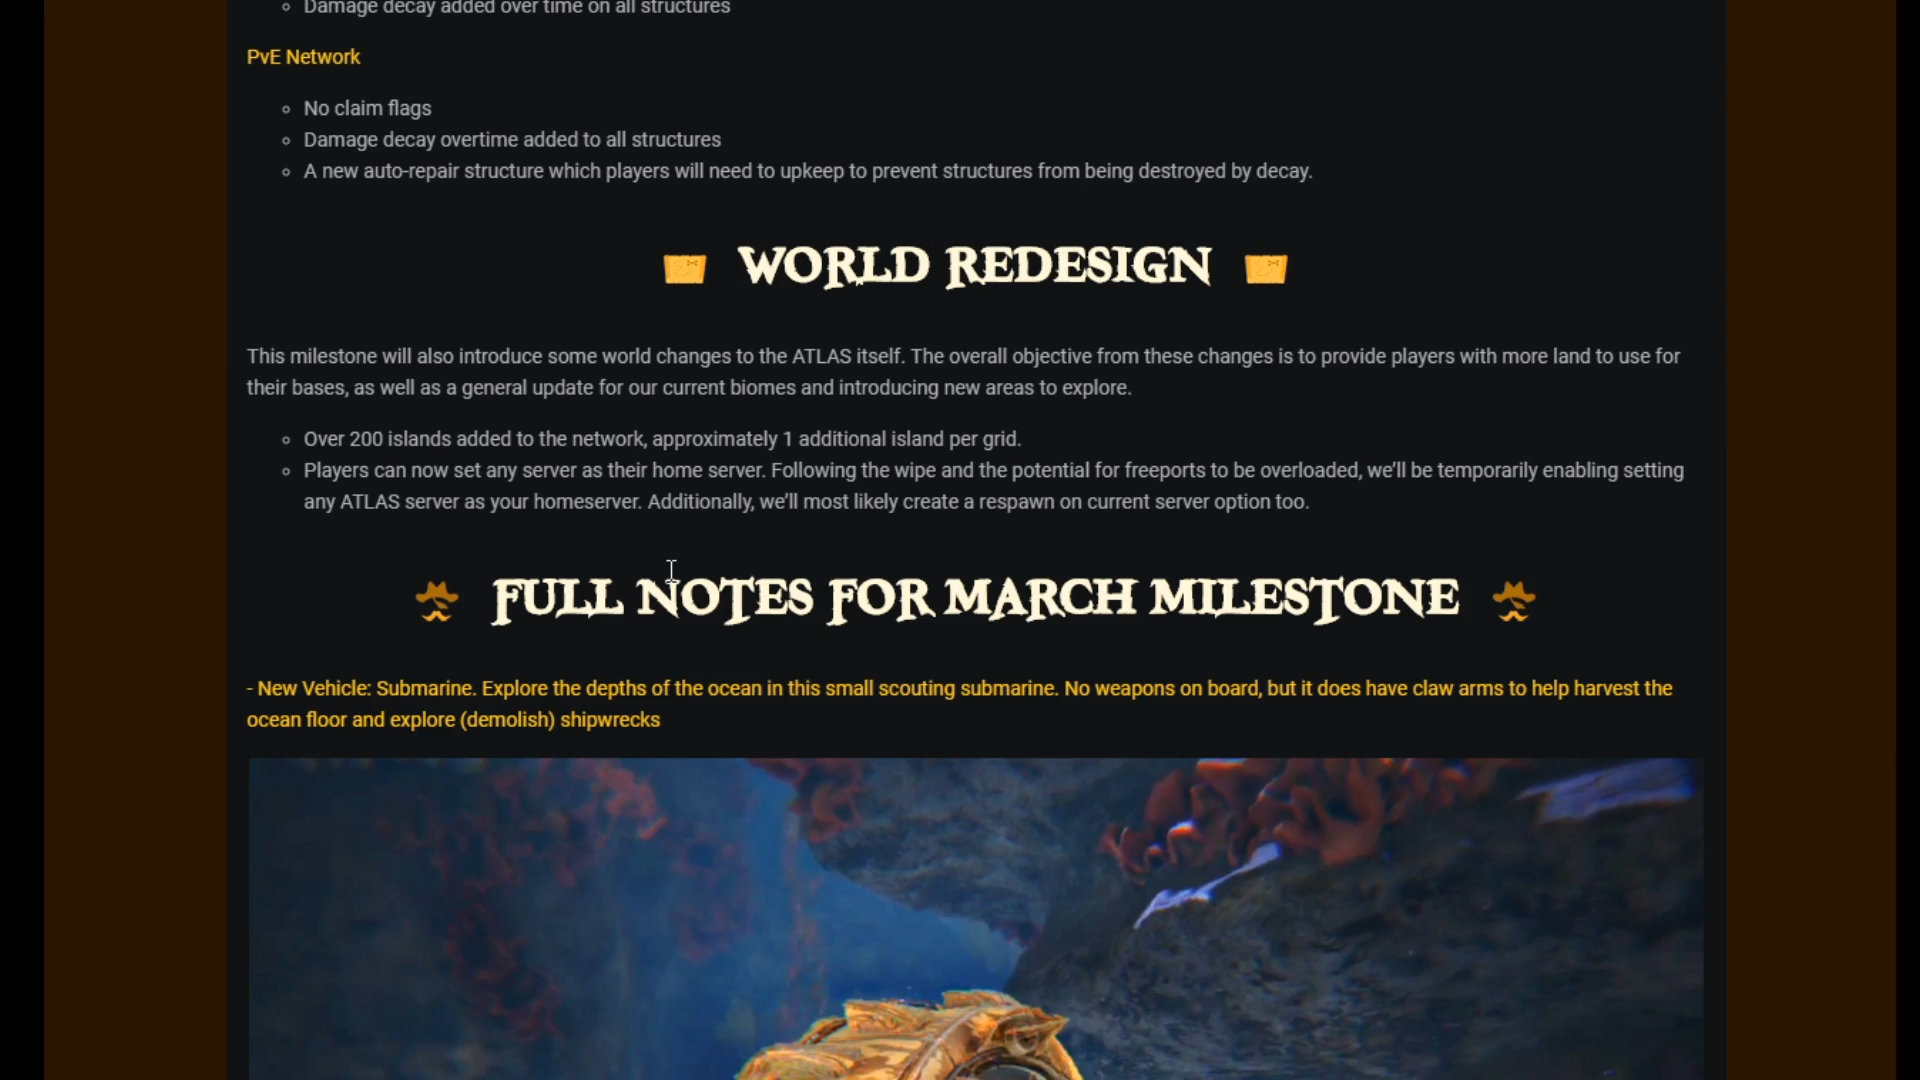 Damage decay added over time on all structures
PvE Network
No claim flags
Damage decay overtime added to all structures
A new auto-repair structure which players will need to upkeep to prevent structures from being destroyed by decay.
WORLD REDESIGN
This milestone will also introduce some world changes to the ATLAS itself. The overall objective from these changes is to provide players with more land to use for
their bases, as well as a general update for our current biomes and introducing new areas to explore.
Over 200 islands added to the network, approximately 1 additional island per grid.
Players can now set any server as their home server. Following the wipe and the potential for freeports to be overloaded, we’ll be temporarily enabling setting
any ATLAS server as your homeserver. Additionally, we’ll most likely create a respawn on current server option too.
FULL NOTES FOR MARCH MILESTONE
- New Vehicle: Submarine. Explore the depths of the ocean in this small scouting submarine. No weapons on board, but it does have claw arms to help harvest the
ocean floor and explore (demolish) shipwrecks